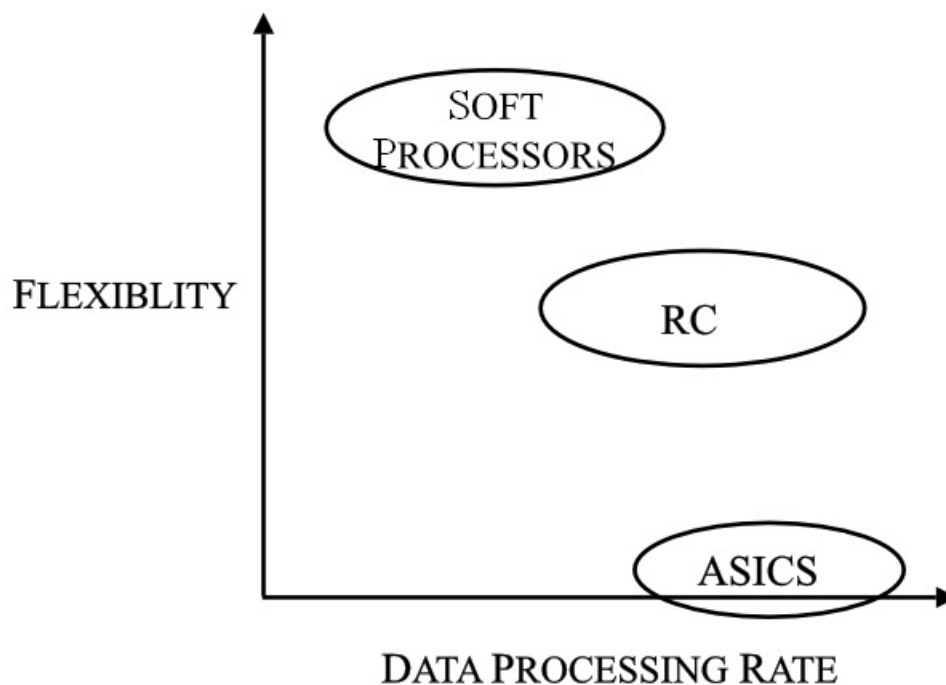 SOFT
PROCESSORS
FLEXIBLITY
RC
ASICS
DATA PROCESSING RATE